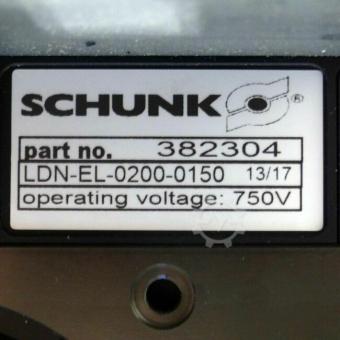 SCHUNK ®
part no. 382304
LDN-EL-0200-0150 13/17
operating voltage: 750V